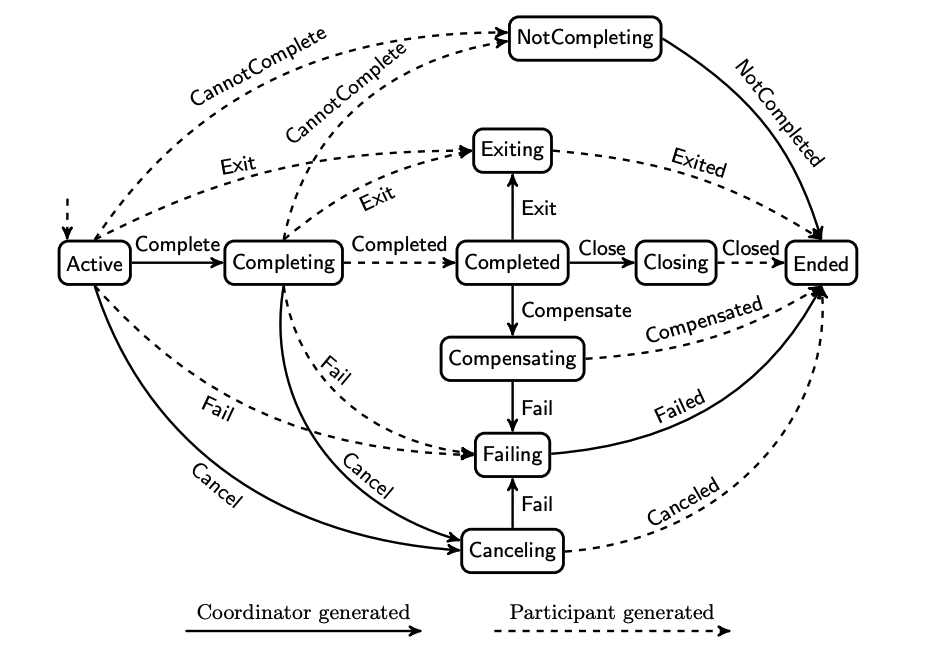 NotCompleting
CannotComplete
CannotComplete
NotCompleted
Exiting
Exit
Exit
Exited
Exit
Active
Complete
Completing
Completed
Completed
Close
Closing
Closed
Ended
Compensate
Compensating
Compensated
Fail
Fail
Fail
Failed
Failing
Cancel
Cancel
Fail
Canceled
Canceling
Coordinator generated
Participant generated